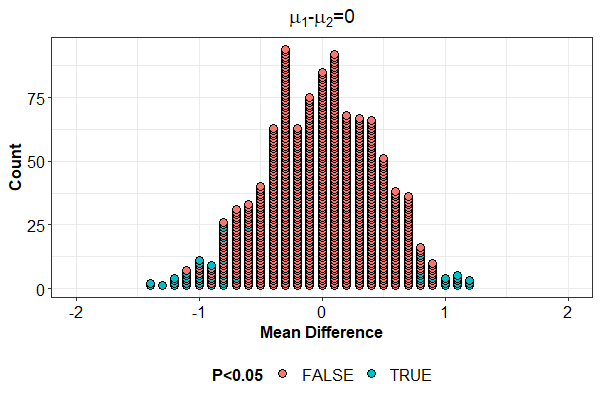 μ₁-μ₂=0
Count
75
50
25
0
-2 -1 0 1 2
Mean Difference
P<0.05 FALSE TRUE